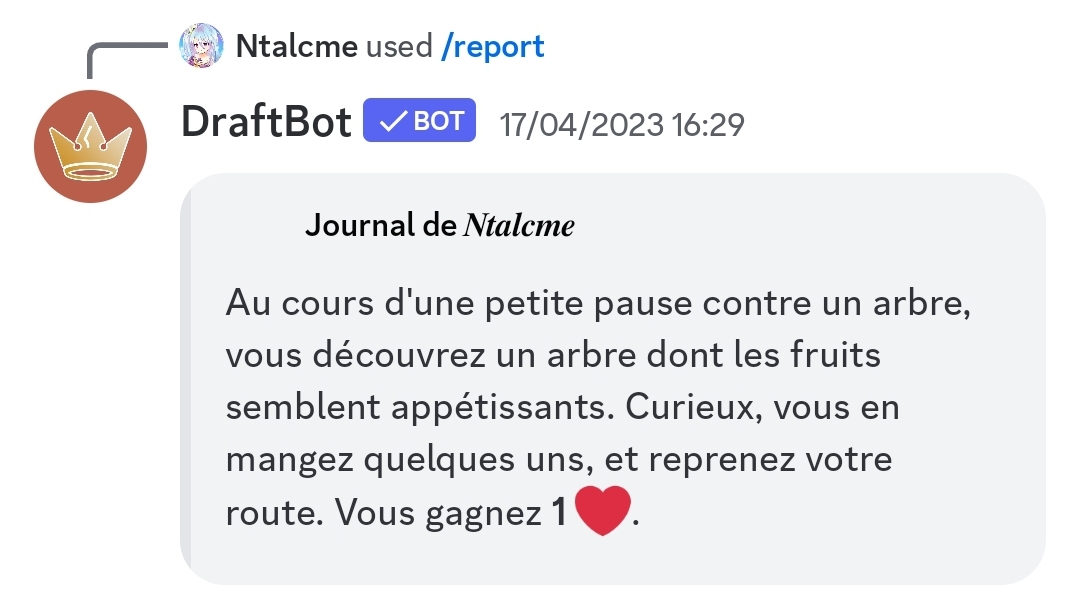 Ntalcme used /report
DraftBot ✓ BOT 17/04/2023 16:29
Journal de Ntalcme
Au cours d'une petite pause contre un arbre,
vous découvrez un arbre dont les fruits
semblent appétissants. Curieux, vous en
mangez quelques uns, et reprenez votre
route. Vous gagnez 1 ❤️.